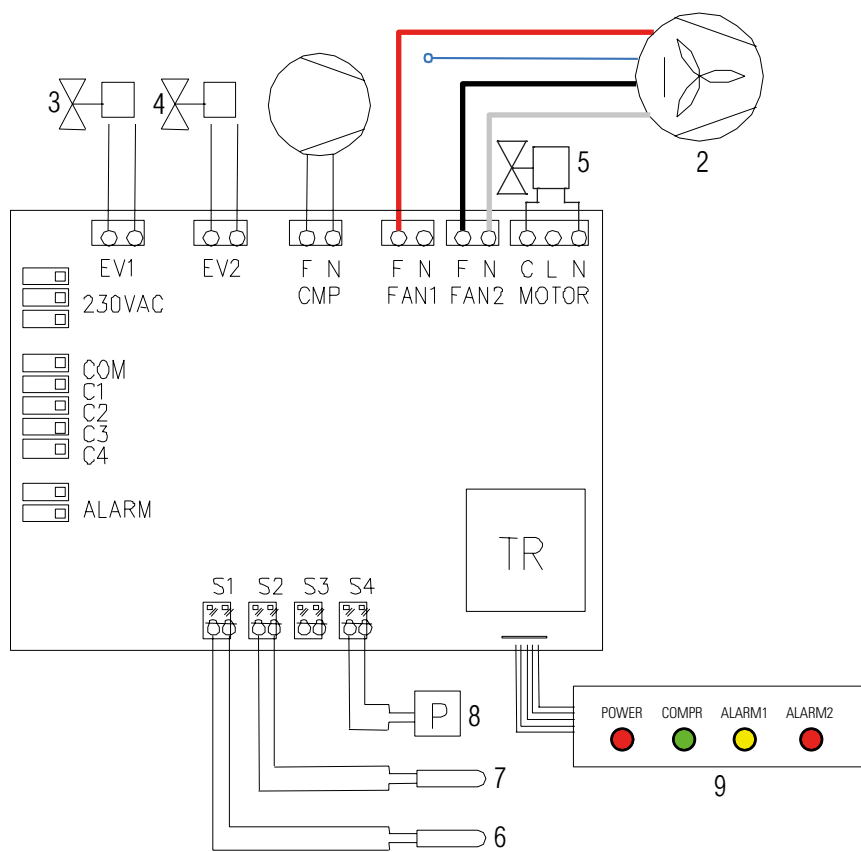 3
4
5
2
EV1
EV2
F N
CMP
F N
FAN1
F N
FAN2
C L N
MOTOR
230VAC
COM
C1
C2
C3
C4
ALARM
TR
S1 S2 S3 S4
P
8
7
6
POWER COMPR ALARM1 ALARM2
9